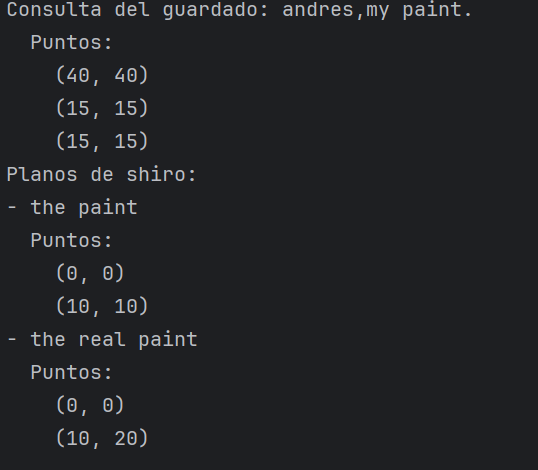 Consulta del guardado: andres,my paint.
Puntos:
(40, 40)
(15, 15)
(15, 15)
Planos de shiro:
- the paint
Puntos:
(0, 0)
(10, 10)
- the real paint
Puntos:
(0, 0)
(10, 20)